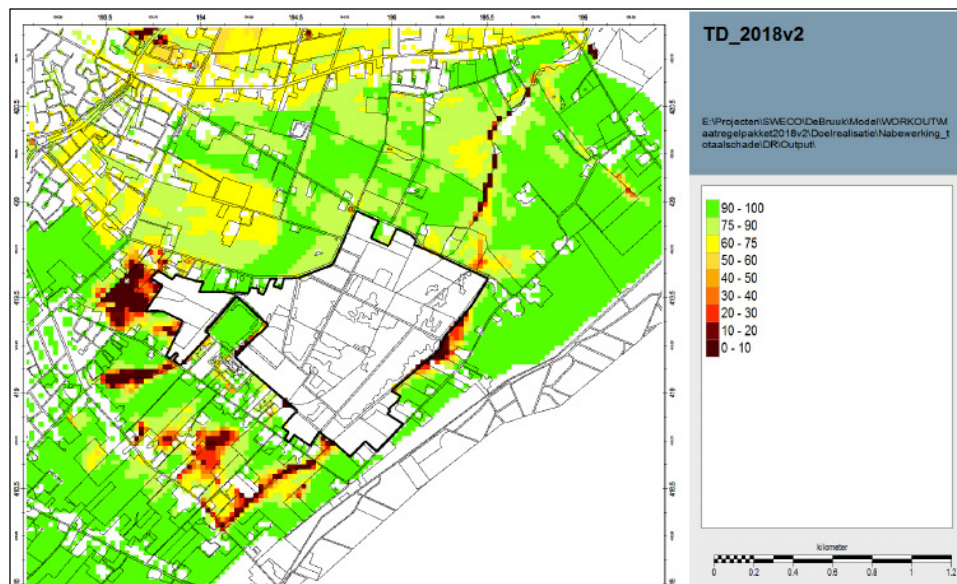 193.5 194 194.5 195 195.5 196
TD_2018v2
E:\Projecten\SWECO\DeBruuk\Model\WORKOUT\M
aatregelpakket2018v2\Doelrealisatie\Nabewerking_t
otaalschade\DR\Output\
420.5
420
419.5
419
90 - 100
75 - 90
60 - 75
50 - 60
40 - 50
30 - 40
20 - 30
10 - 20
0 - 10
kilometer
0 0.2 0.4 0.6 0.8 1 1.2